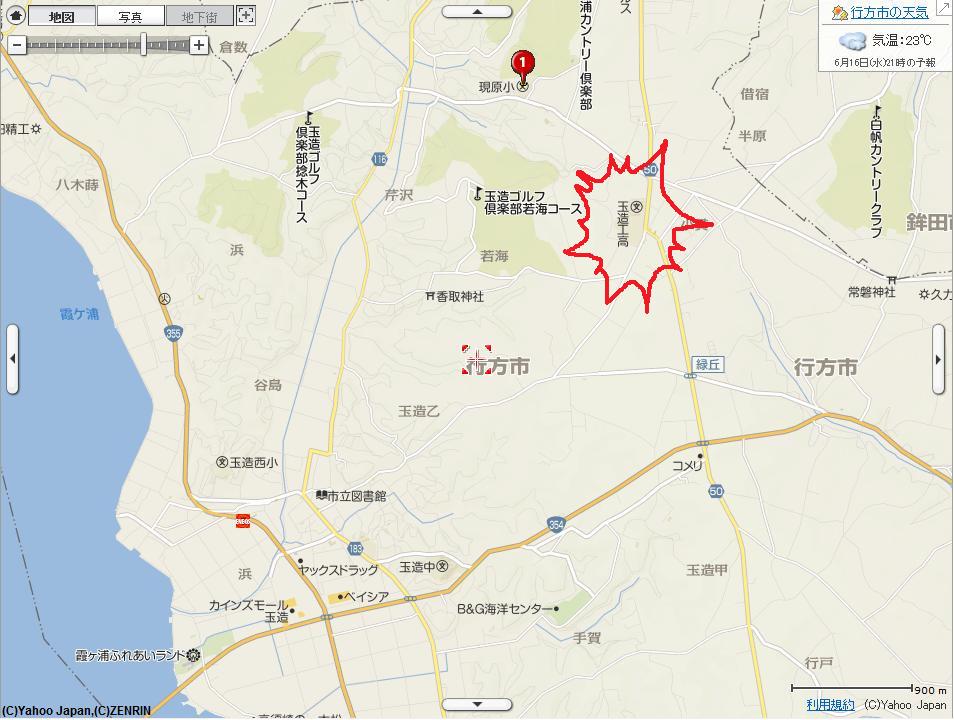 地図
写真
地下街
倉数
浦カントリー倶楽部
行方市の天気
気温:23℃
6月16日(水)21時の予報
1
現原小
借宿
半原
玉造ゴルフ
倶楽部捻木コース
116
50
白帆カントリークラブ
八木蒔
芹沢
玉造ゴルフ
倶楽部若海コース
玉造工高
鉾田市
浜
若海
香取神社
常磐神社
霞ケ浦
355
行方市
緑丘
行方市
谷島
玉造乙
玉造西小
コメリ
市立図書館
50
354
ENEOS
183
ヤックスドラッグ
玉造中
浜
玉造甲
ベイシア
カインズモール
玉造
B&G海洋センター
手賀
霞ヶ浦ふれあいランド
行戸
900 m
利用規約
(C)Yahoo Japan
(C)Yahoo Japan,(C)ZENRIN